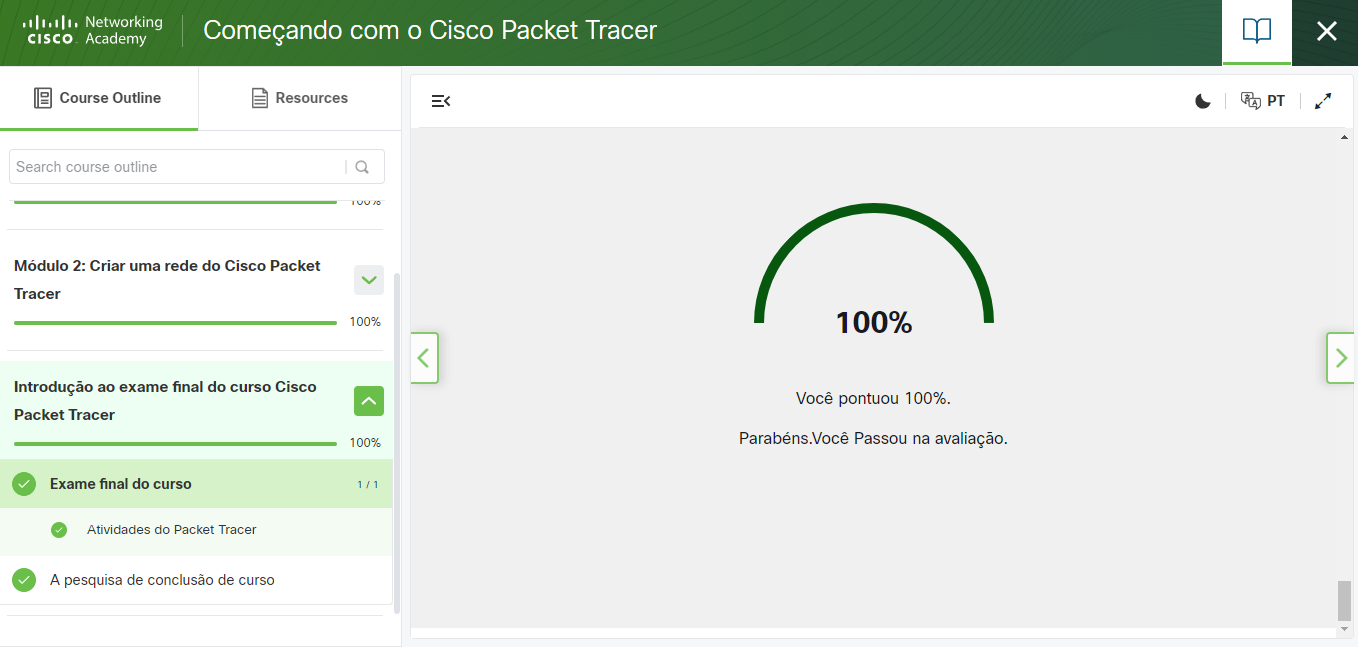 Networking
CISCO Academy
Começando com o Cisco Packet Tracer
Course Outline
Resources
Search course outline
100%
Módulo 2: Criar uma rede do Cisco Packet
Tracer
100%
Introdução ao exame final do curso Cisco
Packet Tracer
100%
Exame final do curso
1 / 1
Atividades do Packet Tracer
A pesquisa de conclusão de curso
PT
100%
Você pontuou 100%.
Parabéns.Você Passou na avaliação.